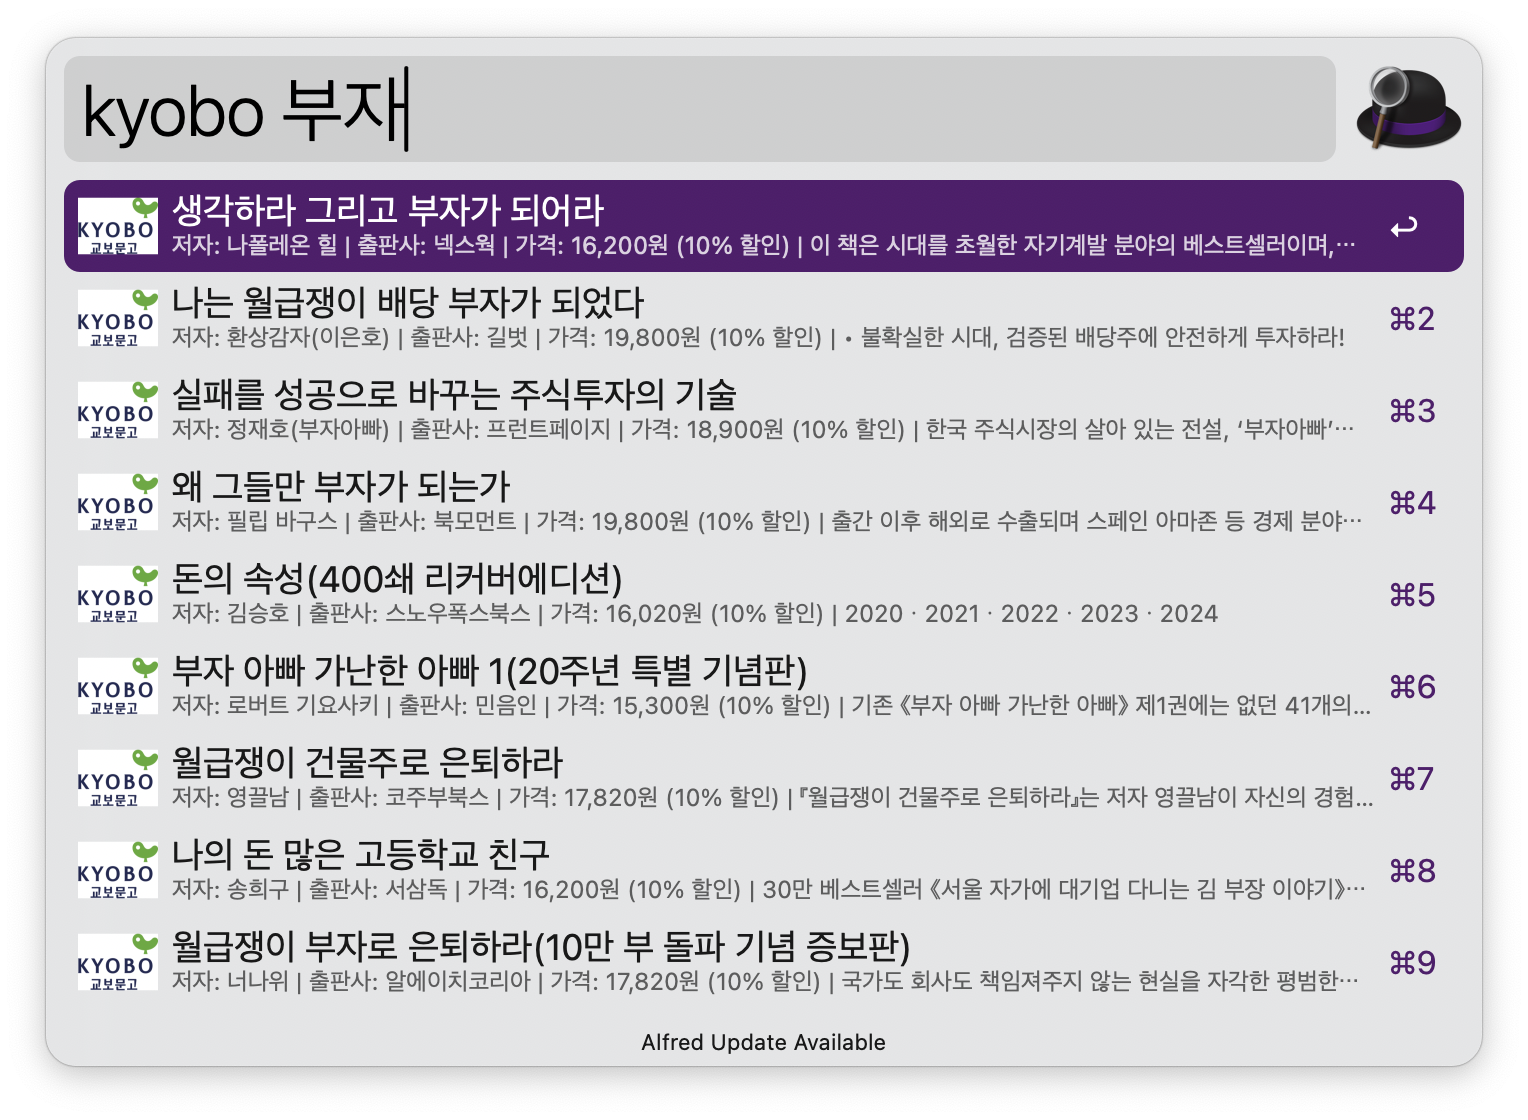 kyobo 부재
KYOBO
교보문고
생각하라 그리고 부자가 되어라
저자: 나폴레온 힐 | 출판사: 넥스웍 | 가격: 16,200원 (10% 할인) | 이 책은 시대를 초월한 자기계발 분야의 베스트셀러이며,⋯
KYOBO
교보문고
나는 월급쟁이 배당 부자가 되었다
저자: 환상감자(이은호) | 출판사: 길벗 | 가격: 19,800원 (10% 할인) | • 불확실한 시대, 검증된 배당주에 안전하게 투자하라!
⌘2
KYOBO
교보문고
실패를 성공으로 바꾸는 주식투자의 기술
저자: 정재호(부자아빠) | 출판사: 프런트페이지 | 가격: 18,900원 (10% 할인) | 한국 주식시장의 살아 있는 전설, ‘부자아빠’⋯
⌘3
KYOBO
교보문고
왜 그들만 부자가 되는가
저자: 필립 바구스 | 출판사: 북모먼트 | 가격: 19,800원 (10% 할인) | 출간 이후 해외로 수출되며 스페인 아마존 등 경제 분야⋯
⌘4
KYOBO
교보문고
돈의 속성(400쇄 리커버에디션)
저자: 김승호 | 출판사: 스노우폭스북스 | 가격: 16,020원 (10% 할인) | 2020 · 2021 · 2022 · 2023 · 2024
⌘5
KYOBO
교보문고
부자 아빠 가난한 아빠 1(20주년 특별 기념판)
저자: 로버트 기요사키 | 출판사: 민음인 | 가격: 15,300원 (10% 할인) | 기존 《부자 아빠 가난한 아빠》 제1권에는 없던 41개의...
⌘6
KYOBO
교보문고
월급쟁이 건물주로 은퇴하라
저자: 영끌남 | 출판사: 코주부북스 | 가격: 17,820원 (10% 할인) | 『월급쟁이 건물주로 은퇴하라』는 저자 영끌남이 자신의 경험...
⌘7
KYOBO
교보문고
나의 돈 많은 고등학교 친구
저자: 송희구 | 출판사: 서삼독 | 가격: 16,200원 (10% 할인) | 30만 베스트셀러 《서울 자가에 대기업 다니는 김 부장 이야기》⋯
⌘8
KYOBO
교보문고
월급쟁이 부자로 은퇴하라(10만 부 돌파 기념 증보판)
저자: 너나위 | 출판사: 알에이치코리아 | 가격: 17,820원 (10% 할인) | 국가도 회사도 책임져주지 않는 현실을 자각한 평범한⋯
⌘9
Alfred Update Available